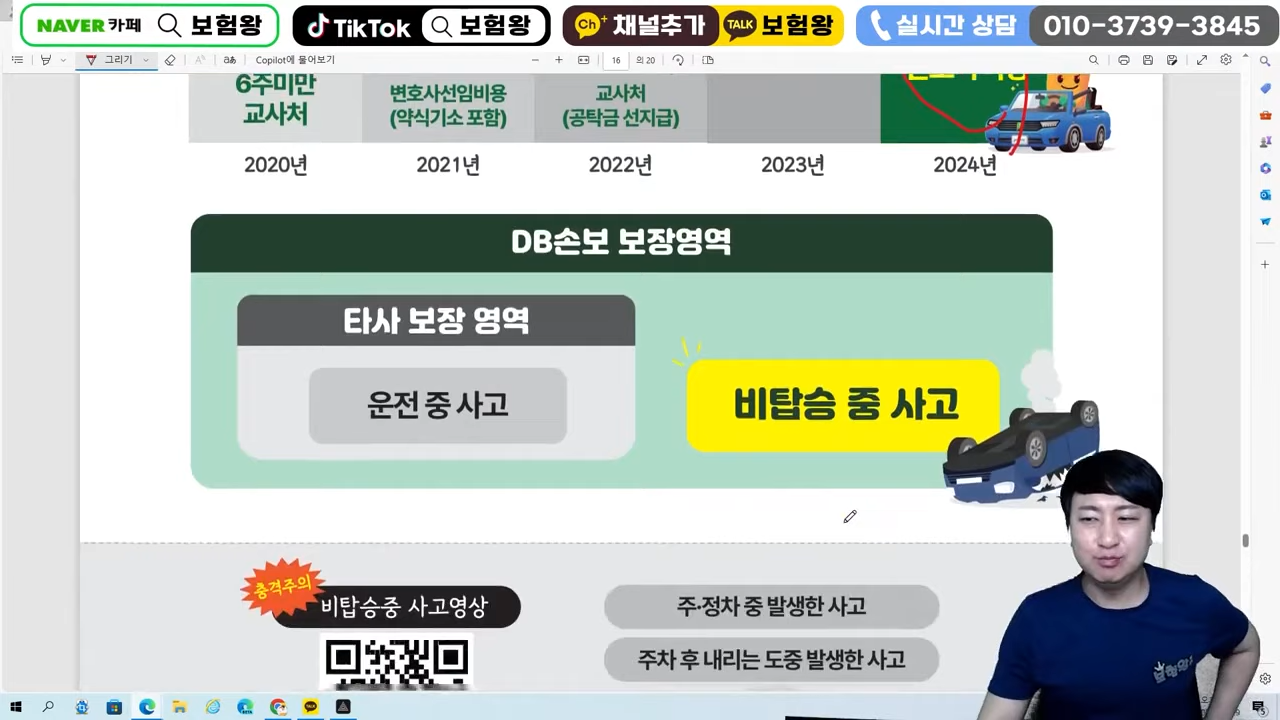 NAVER 카페 보험왕
TikTok 보험왕
Ch+ 채널추가 TALK 보험왕
실시간 상담 010-3739-3845
그리기
Copilot에 물어보기
16 의 20
6주미만
교사처
변호사선임비용
(약식기소 포함)
교사처
(공탁금 선지급)
2020년
2021년
2022년
2023년
2024년
DB손보 보장영역
타사 보장 영역
운전 중 사고
비탑승 중 사고
충격주의
비탑승중 사고영상
주·정차 중 발생한 사고
주차 후 내리는 도중 발생한 사고